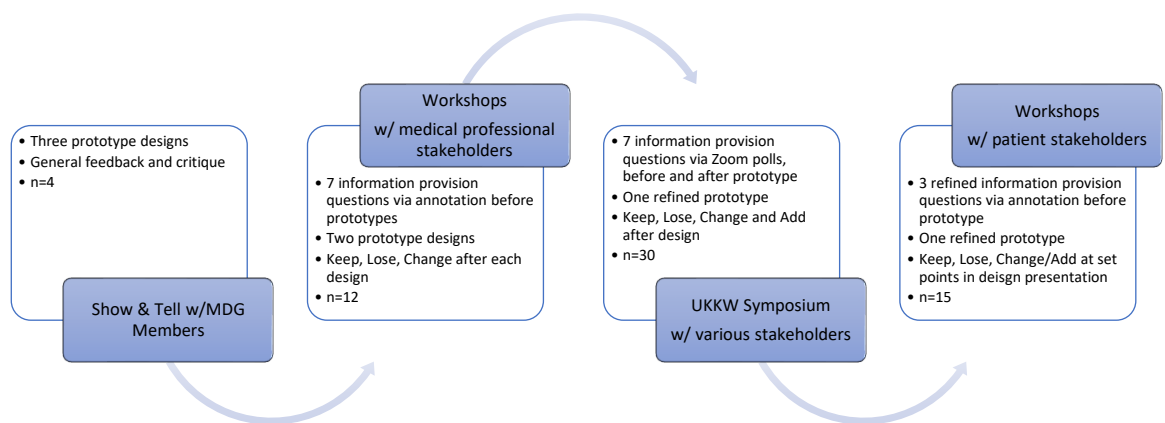 • Three prototype designs
• General feedback and critique
• n=4
Show & Tell w/MDG
Members
Workshops
w/ medical professional
stakeholders
• 7 information provision
questions via annotation before
prototypes
• Two prototype designs
• Keep, Lose, Change after each
design
• n=12
• 7 information provision
questions via Zoom polls,
before and after prototype
• One refined prototype
• Keep, Lose, Change and Add
after design
• n=30
UKKW Symposium
w/ various stakeholders
Workshops
w/ patient stakeholders
• 3 refined information provision
questions via annotation before
prototype
• One refined prototype
• Keep, Lose, Change/Add at set
points in deisgn presentation
• n=15